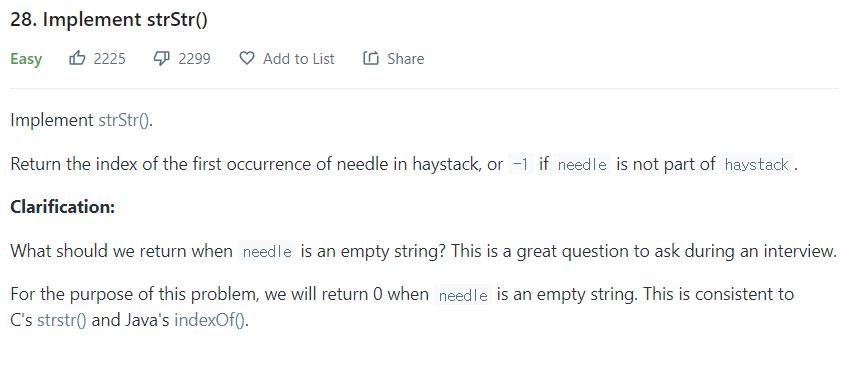 28. Implement strStr()
Easy 2225 2299 Add to List Share
Implement strStr().
Return the index of the first occurrence of needle in haystack, or -1 if needle is not part of haystack.
Clarification:
What should we return when needle is an empty string? This is a great question to ask during an interview.
For the purpose of this problem, we will return 0 when needle is an empty string. This is consistent to
C's strstr() and Java's indexOf().